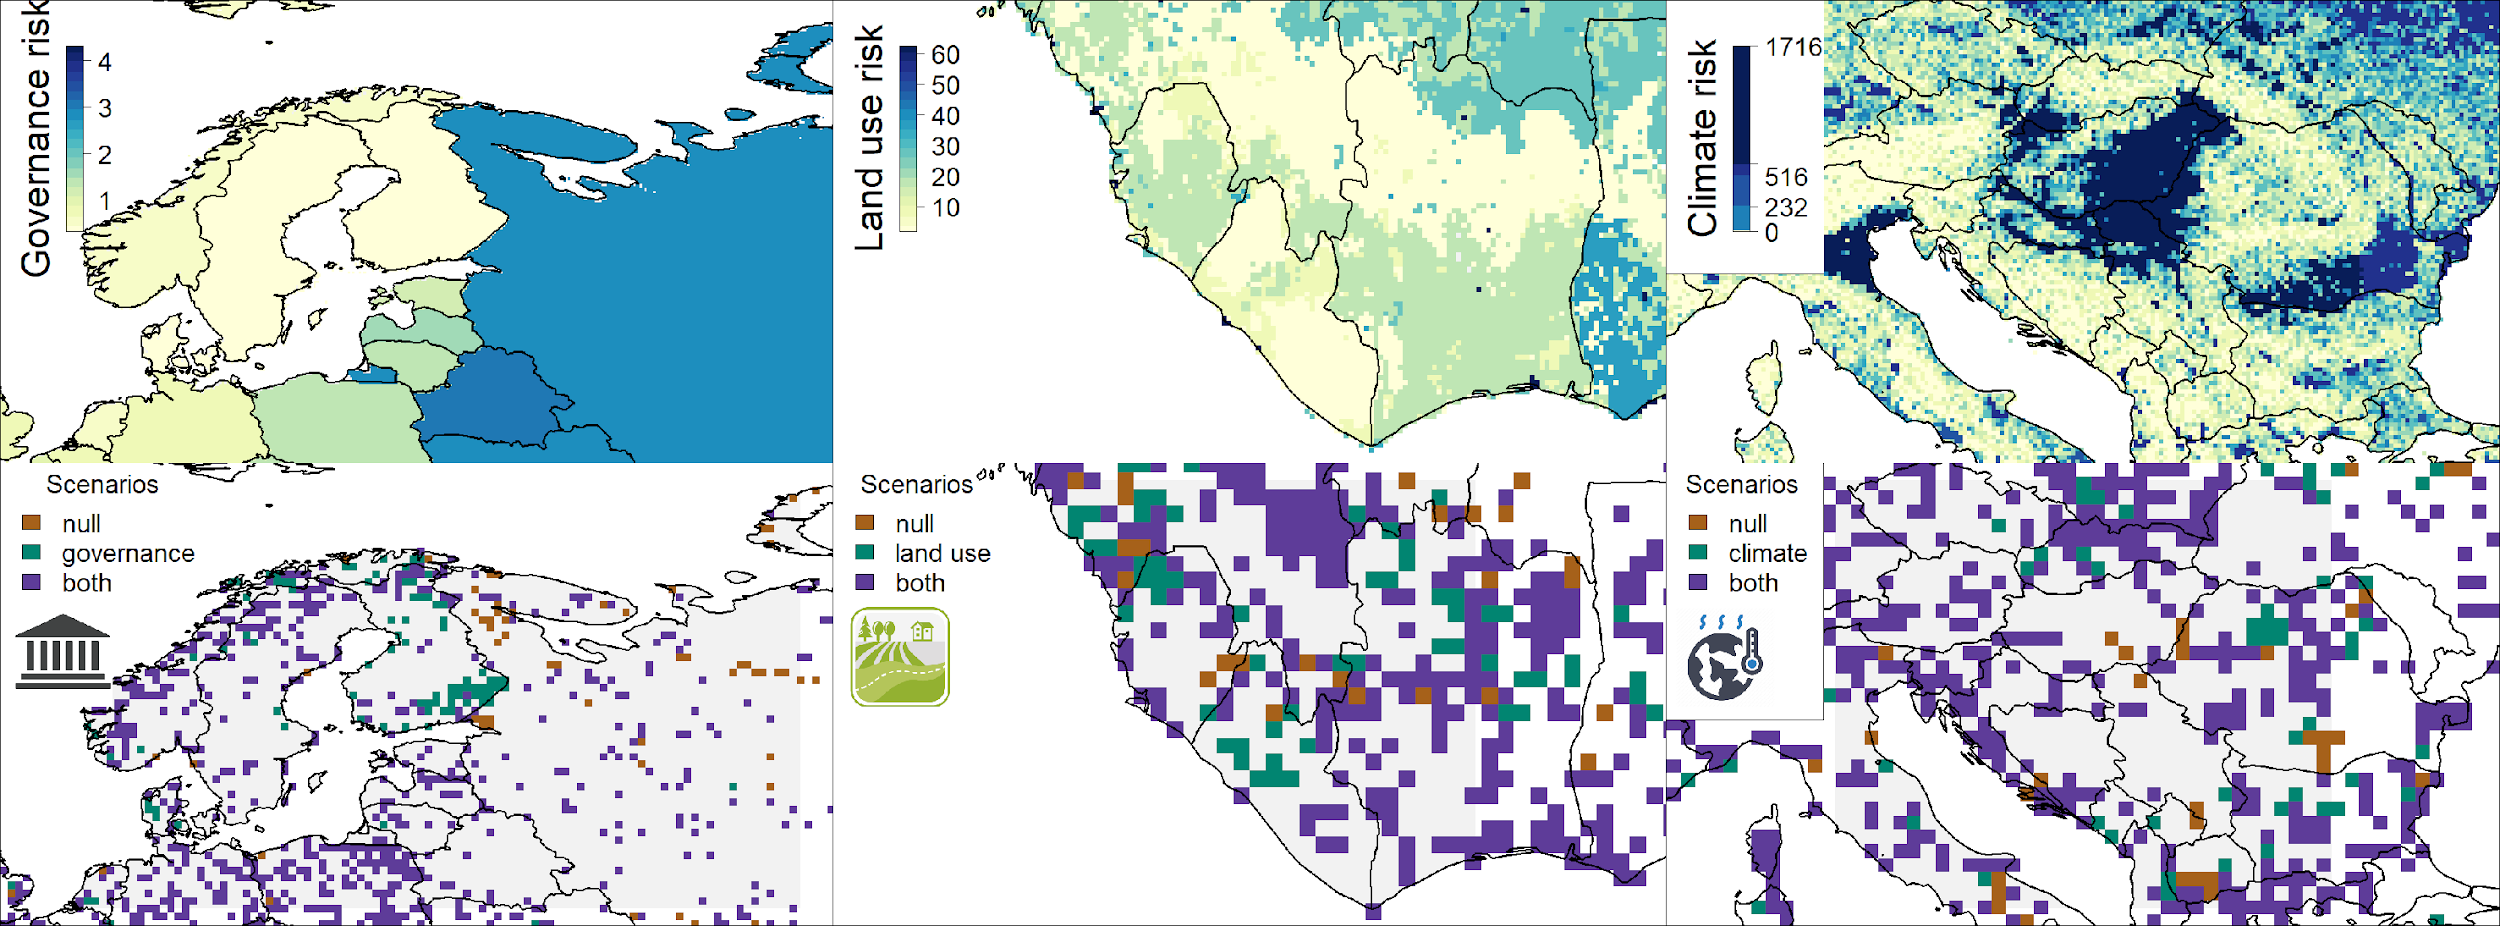 Governance risk
4
3
2
1
Land use risk
60
50
40
30
20
10
Climate risk
1716
516
232
0
Scenarios
null
governance
both
Scenarios
null
land use
both
Scenarios
null
climate
both